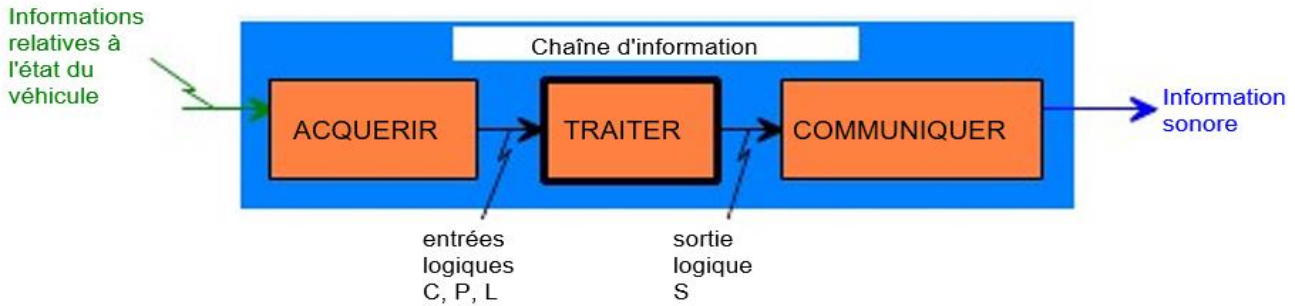 Informations
relatives à
l'état du
véhicule
Chaîne d'information
ACQUERIR
TRAITER
COMMUNIQUER
Information
sonore
entrées
logiques
C, P, L
sortie
logique
S